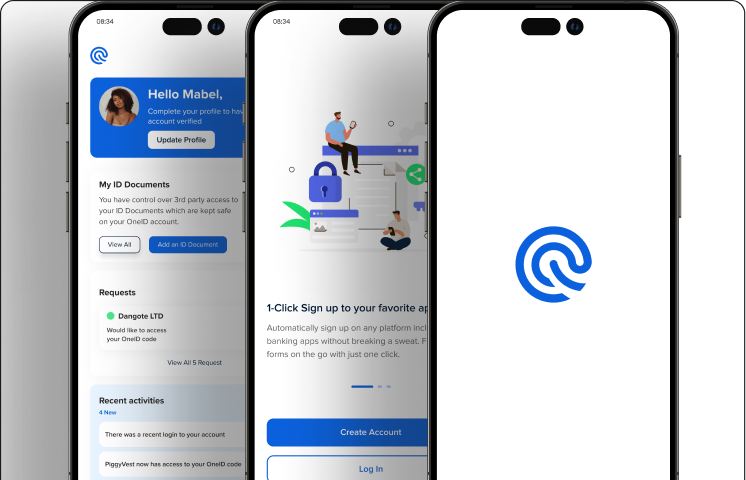 08:34
Hello Mabel,
Complete your profile to hav
account verified
Update Profile
My ID Documents
You have control over 3rd party access to
your ID Documents which are kept safe
on your OneID account.
View All
Add an ID Document
Requests
Dangote LTD
Would like to access
your OneID code
View All 5 Request
Recent activities
4 New
There was a recent login to your account
PiggyVest now has access to your OneID code
08:34
1-Click Sign up to your favorite ap
Automatically sign up on any platform incl
banking apps without breaking a sweat. F
forms on the go with just one click.
Create Account
Log In